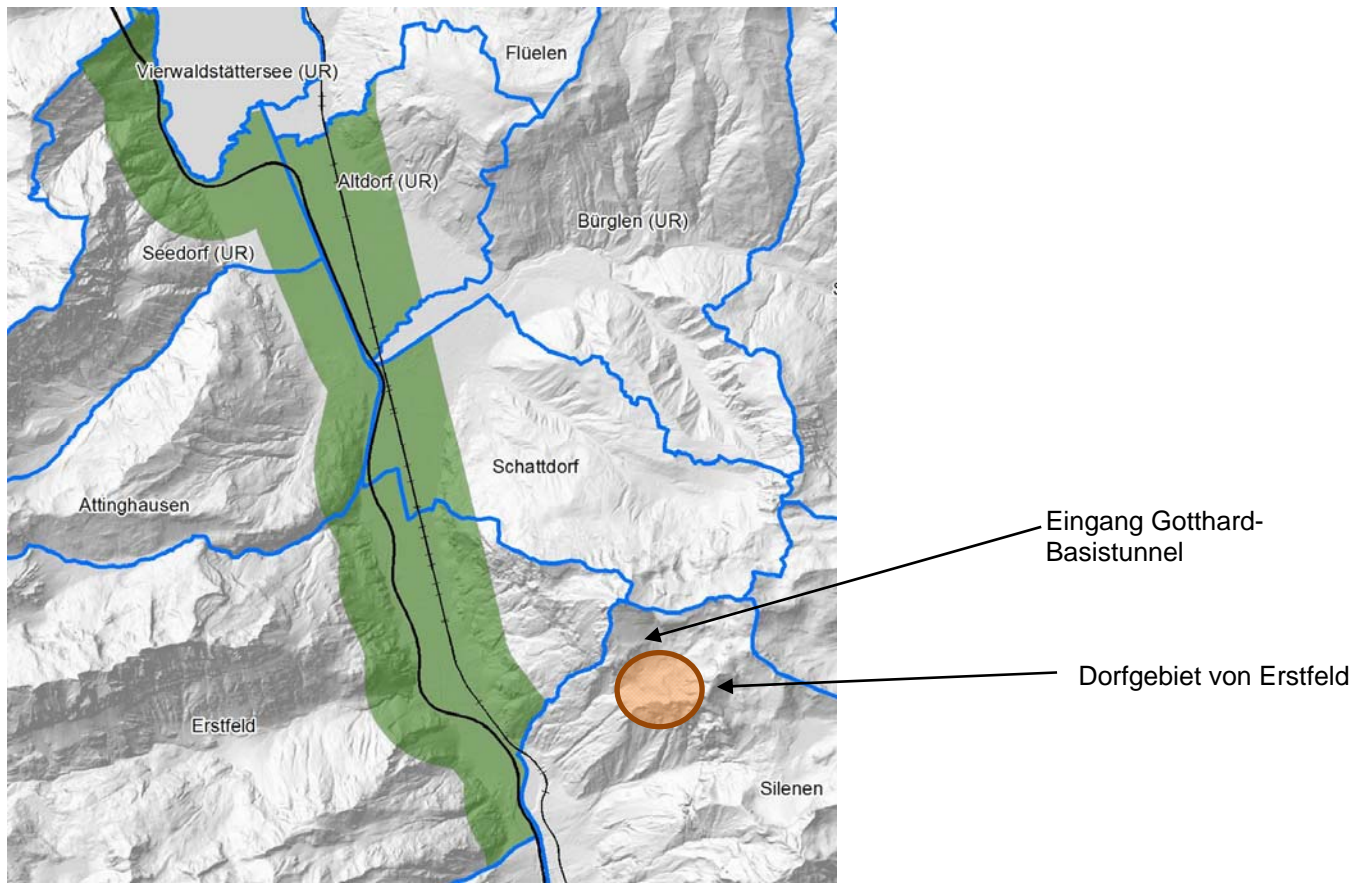 Flüelen
Vierwaldstättersee (UR)
Altdorf (UR)
Bürglen (UR)
Seedorf (UR)
S
Schattdorf
Attinghausen
Eingang Gotthard-
Basistunnel
Dorfgebiet von Erstfeld
Erstfeld
Silenen